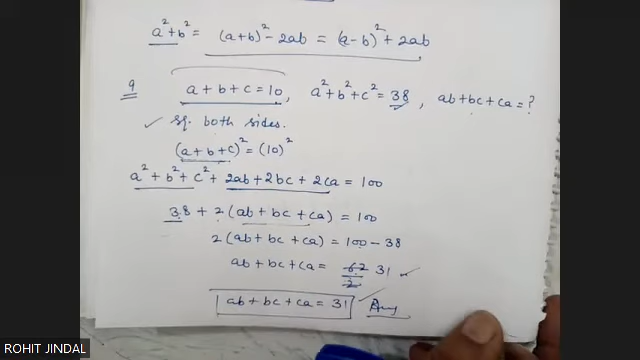 a² + b² = (a+b)² - 2ab = (a-b)² + 2ab
9 a + b + c = 10, a² + b² + c² = 38, ab + bc + ca = ?
✓ sq. both sides.
(a + b + c)² = (10)²
a² + b² + c² + 2ab + 2bc + 2ca = 100
38 + 2 (ab + bc + ca) = 100
2 (ab + bc + ca) = 100 - 38
ab + bc + ca = 62/2 31 ✓
ab + bc + ca = 31 Ans
ROHIT JINDAL